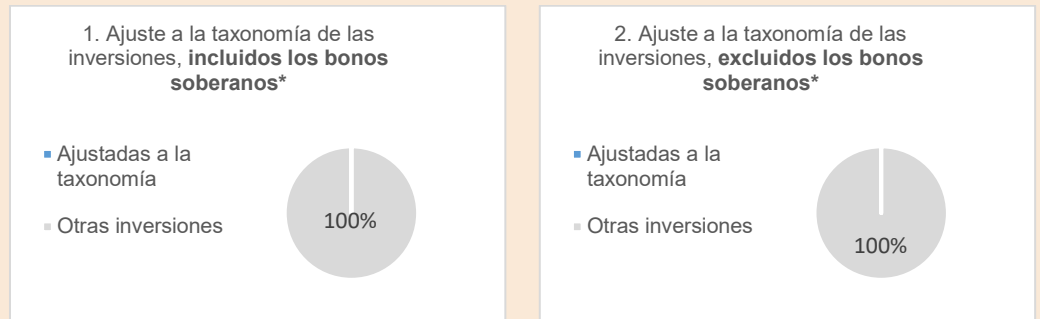 1. Ajuste a la taxonomía de las
inversiones, incluidos los bonos
soberanos*
Ajustadas a la
taxonomía
Otras inversiones
100%
2. Ajuste a la taxonomía de las
inversiones, excluidos los bonos
soberanos*
Ajustadas a la
taxonomía
Otras inversiones
100%